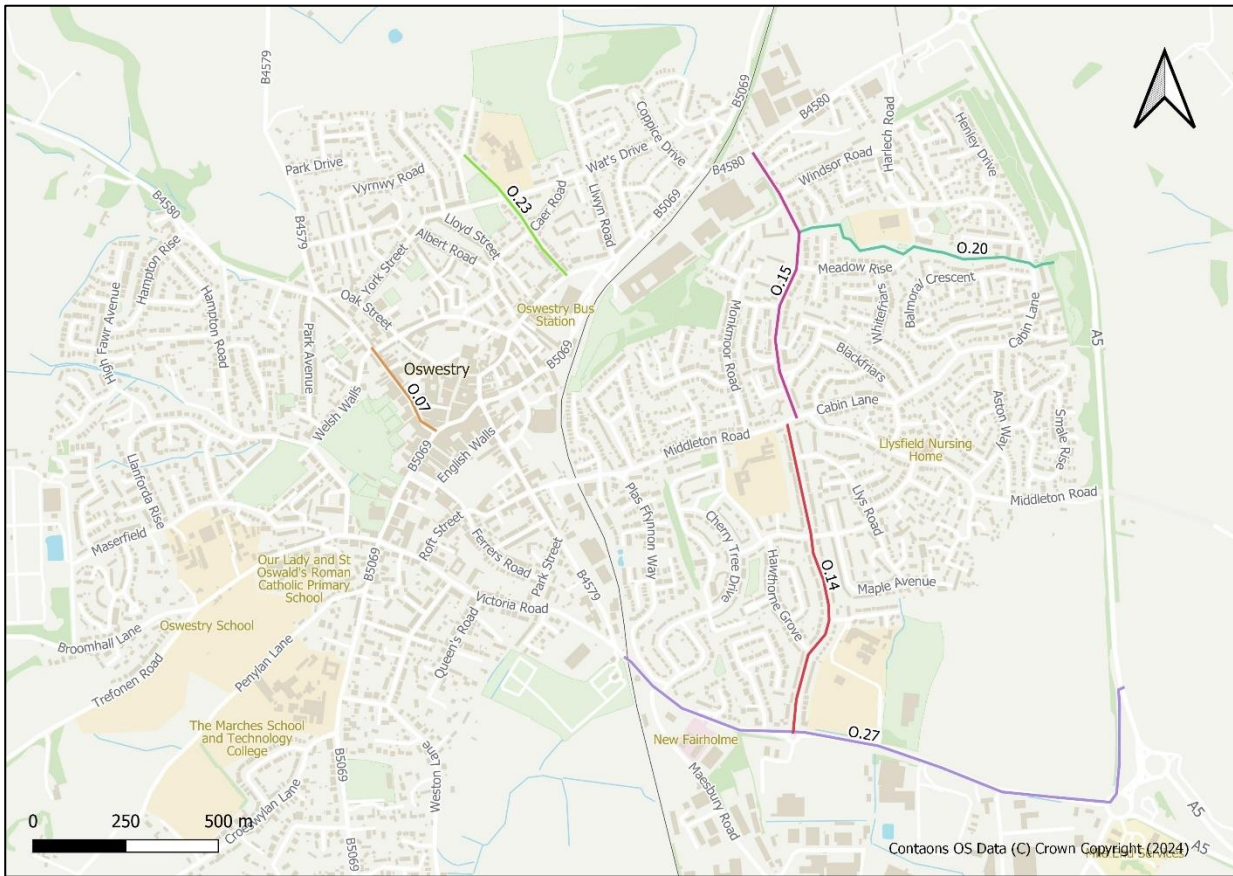 B4579
B5069
B4580
Coppice Drive
Harlech Road
Henley Drive
Park Drive
Wat's Drive
Windsor Road
Vyrnwy Road
B4580
B4580
O.23
Caer Road
Llwyn Road
B5069
B4579
Lloyd Street
Albert Road
Hampton Rise
York Street
O.20
Meadow Rise
O.15
Balmoral Crescent
Whitefriars
Hampton Road
Oak Street
Oswestry Bus
Station
Monkmoor Road
Cabin Lane
High Fawr Avenue
Park Avenue
A5
B5069
Blackfriars
Oswestry
O.07
Welsh Walls
Cabin Lane
Aston Way
Smale Rise
B5069
English Walls
Middleton Road
Llysfield Nursing
Home
Llanforda Rise
Plas Ffynnon Way
Llys Road
Middleton Road
Maserfield
Roft Street
Ferrers Road
Cherry Tree Drive
B5069
Park Street
Our Lady and St
Oswald's Roman
Catholic Primary
School
B4579
Hawthorne Grove
O.14
Maple Avenue
Victoria Road
Oswestry School
Broomhall Lane
Queen's Road
Penylan Lane
Trefonen Road
The Marches School
and Technology
College
New Fairholme
O.27
B5069
Weston Lane
Maesbury Road
Croeswylan Lane
A5
0 250 500 m
B5069
Contaons OS Data (C) Crown Copyright (2024)
A5
Services